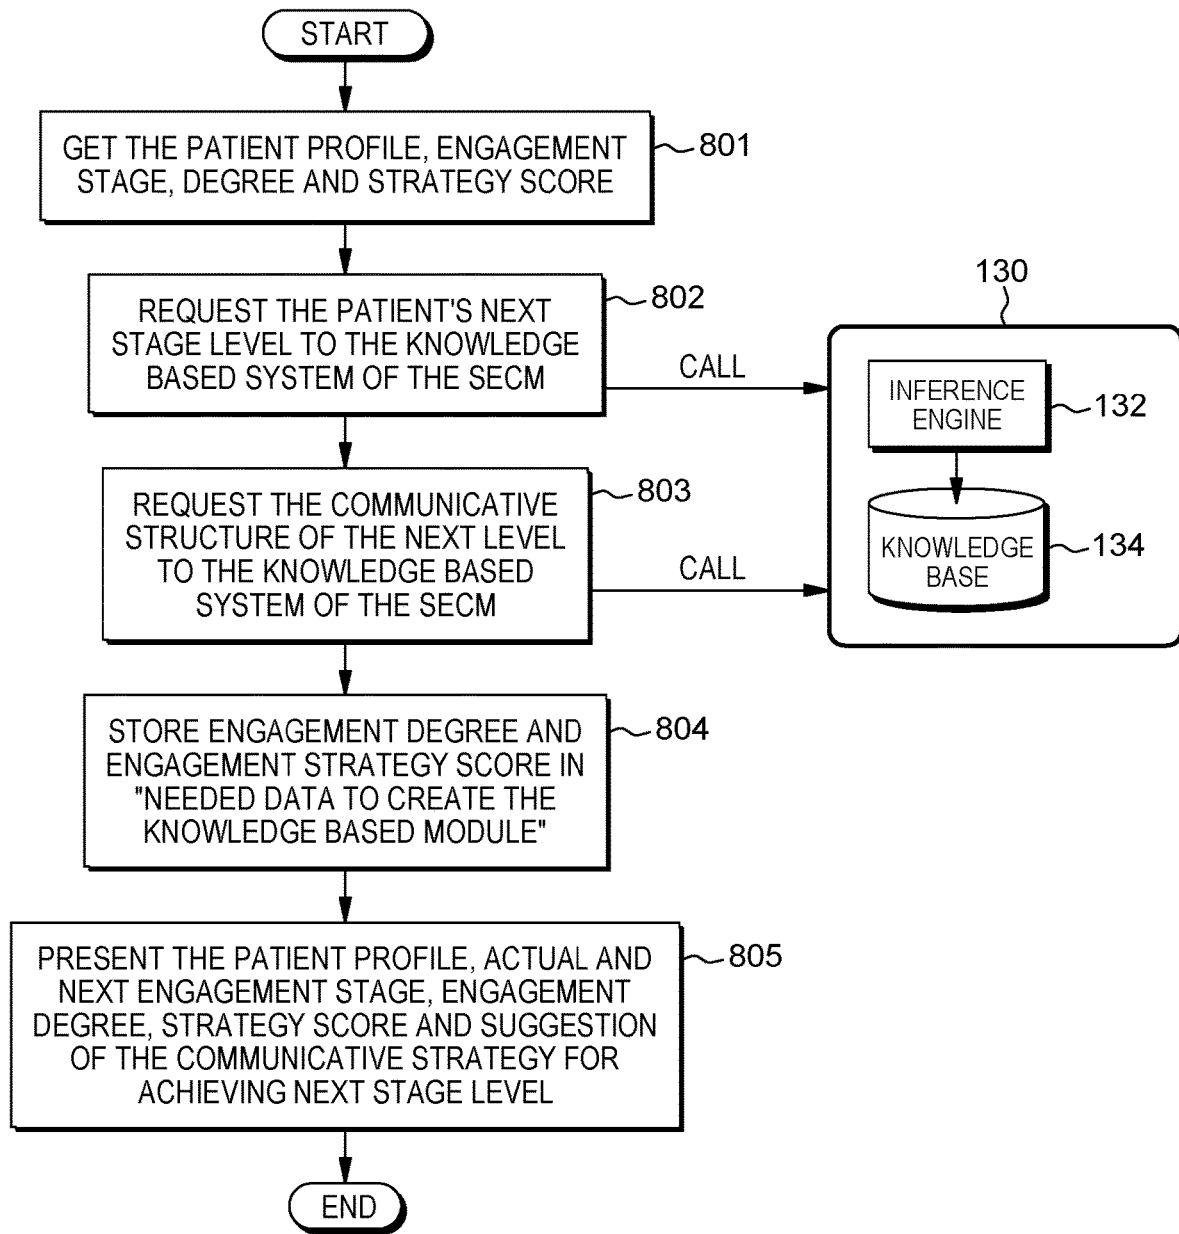 START
GET THE PATIENT PROFILE, ENGAGEMENT
STAGE, DEGREE AND STRATEGY SCORE
801
REQUEST THE PATIENT'S NEXT
STAGE LEVEL TO THE KNOWLEDGE
BASED SYSTEM OF THE SECM
802
CALL
130
INFERENCE
ENGINE
132
KNOWLEDGE
BASE
134
REQUEST THE COMMUNICATIVE
STRUCTURE OF THE NEXT LEVEL
TO THE KNOWLEDGE BASED
SYSTEM OF THE SECM
803
CALL
STORE ENGAGEMENT DEGREE AND
ENGAGEMENT STRATEGY SCORE IN
"NEEDED DATA TO CREATE THE
KNOWLEDGE BASED MODULE"
804
PRESENT THE PATIENT PROFILE, ACTUAL AND
NEXT ENGAGEMENT STAGE, ENGAGEMENT
DEGREE, STRATEGY SCORE AND SUGGESTION
OF THE COMMUNICATIVE STRATEGY FOR
ACHIEVING NEXT STAGE LEVEL
805
END